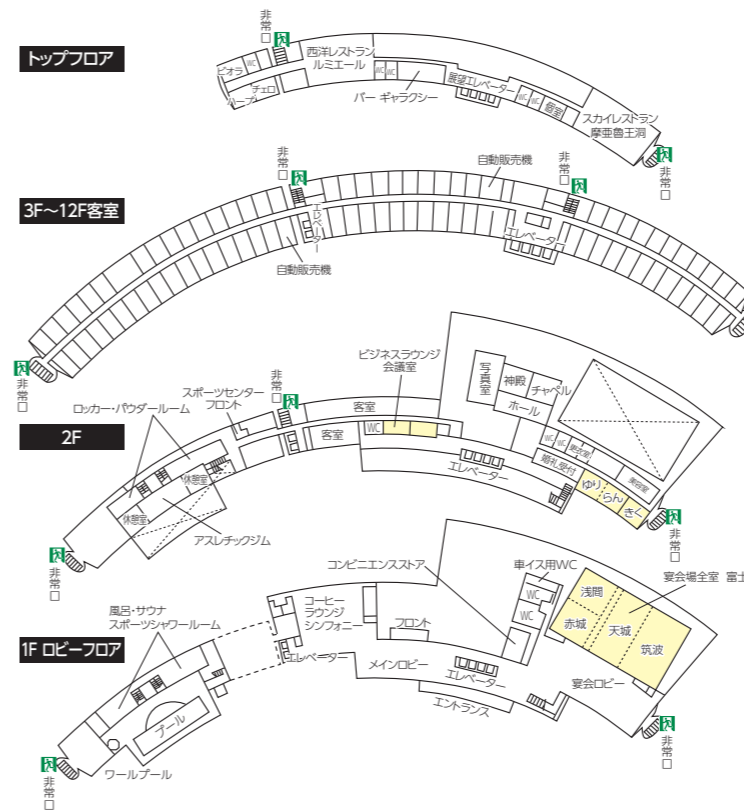 トップフロア
非常口
ビオラ
WC
ハープ
チェロ
西洋レストラン
ルミエール
WC
WC
バー ギャラクシー
展望エレベーター
WC
WC
個室
スカイレストラン
摩亜魯王洞
非常口
3F～12F客室
非常口
自動販売機
非常口
エレベーター
エレベーター
自動販売機
非常口
2F
ロッカー・パウダールーム
スポーツセンター
フロント
非常口
ビジネスラウンジ
会議室
客室
客室
WC
写真室
神殿
チャペル
ホール
WC
WC
美容室
婚礼受付
ゆり
らん
きく
エレベーター
休憩室
休憩室
アスレチックジム
非常口
非常口
1F ロビーフロア
風呂・サウナ
スポーツシャワールーム
コーヒー
ラウンジ
シンフォニー
コンビニエンスストア
車イス用WC
WC
WC
宴会場全室 富士
浅間
赤城
天城
筑波
フロント
エレベーター
メインロビー
エレベーター
エントランス
宴会ロビー
プール
ワールプール
非常口
非常口